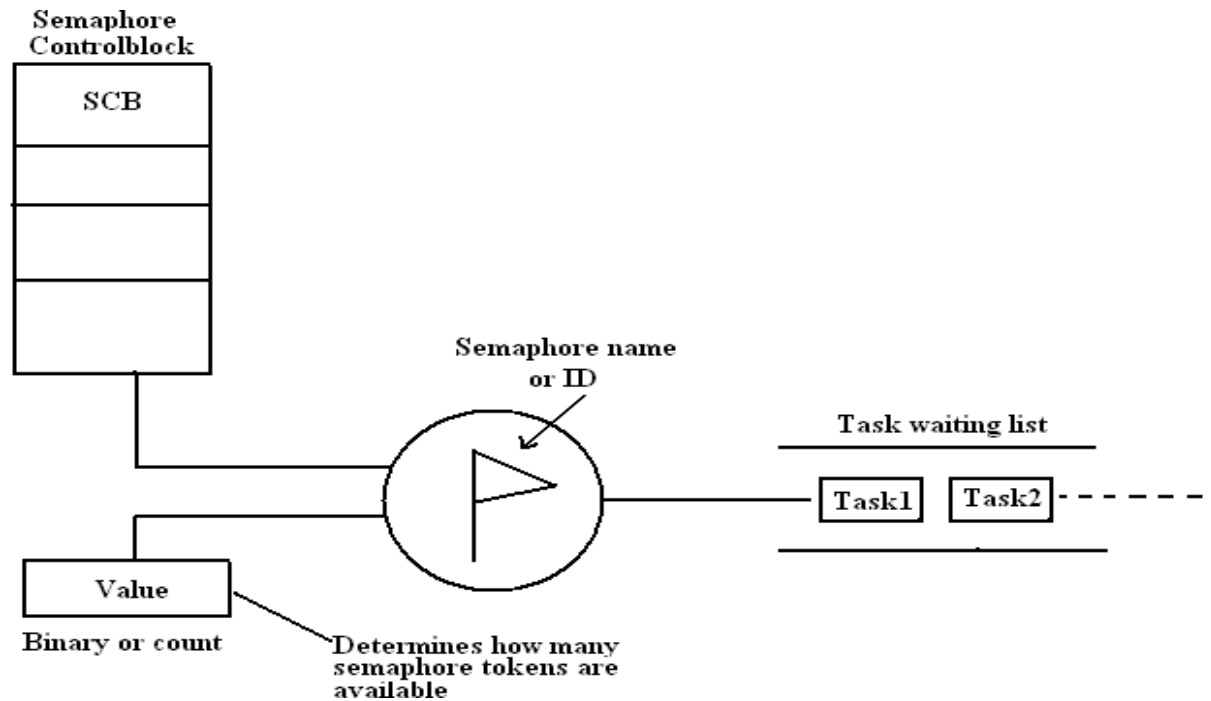 Semaphore
Controlblock
SCB
Semaphore name
or ID
Task waiting list
Task1
Task2
Value
Binary or count
Determines how many
semaphore tokens are
available